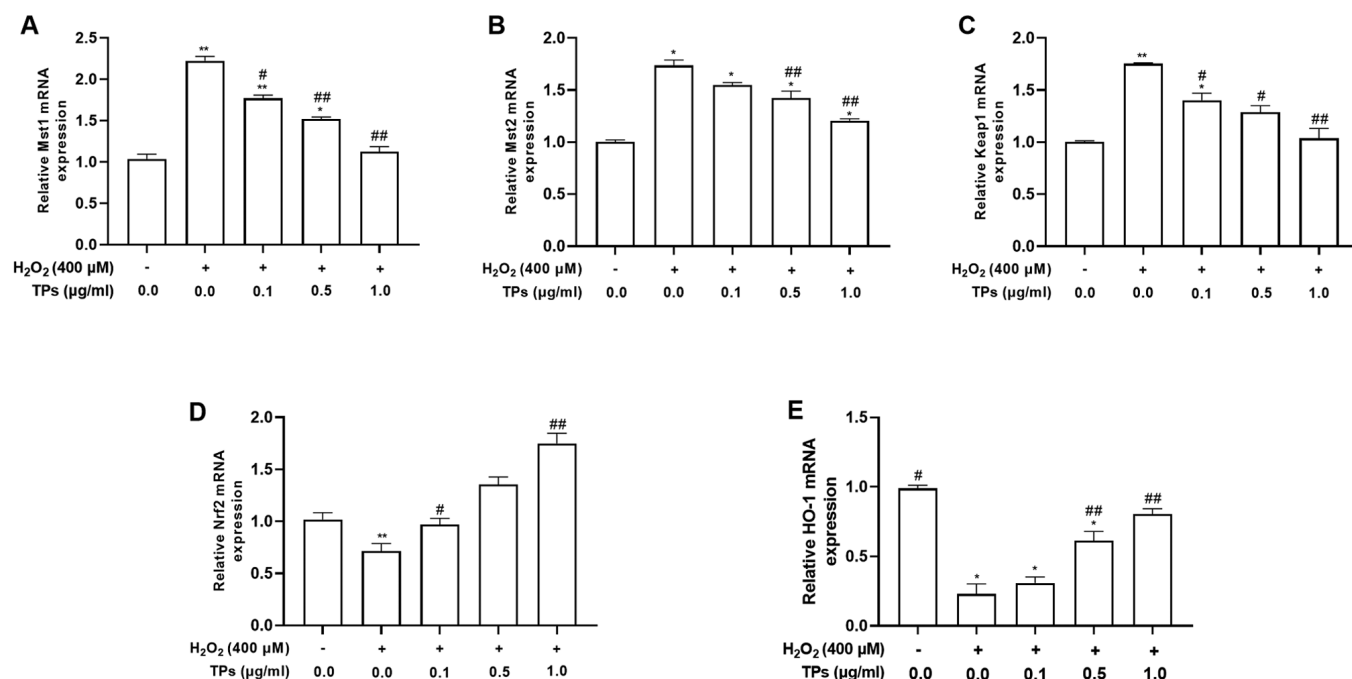 A
Relative Mst1 mRNA
expression
2.5
2.0
1.5
1.0
0.5
0.0
**
#
**
##
*
##
H₂O₂ (400 μM) - + + + +
TPs (μg/ml) 0.0 0.0 0.1 0.5 1.0
B
Relative Mst2 mRNA
expression
2.0
1.5
1.0
0.5
0.0
*
*
##
*
##
*
H₂O₂ (400 μM) - + + + +
TPs (μg/ml) 0.0 0.0 0.1 0.5 1.0
C
Relative Keap1 mRNA
expression
2.0
1.5
1.0
0.5
0.0
**
#
*
#
##
H₂O₂ (400 μM) - + + + +
TPs (μg/ml) 0.0 0.0 0.1 0.5 1.0
D
Relative Nrf2 mRNA
expression
2.0
1.5
1.0
0.5
0.0
**
#
##
H₂O₂ (400 μM) - + + + +
TPs (μg/ml) 0.0 0.0 0.1 0.5 1.0
E
Relative HO-1 mRNA
expression
1.5
1.0
0.5
0.0
#
*
*
##
*
##
H₂O₂ (400 μM) - + + + +
TPs (μg/ml) 0.0 0.0 0.1 0.5 1.0